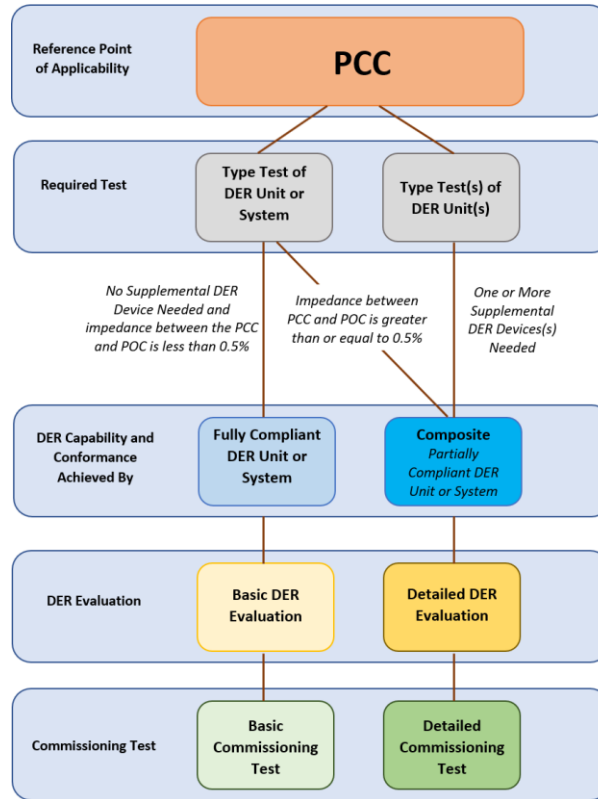 Reference Point
of Applicability
PCC
Required Test
Type Test of
DER Unit or
System
Type Test(s) of
DER Unit(s)
No Supplemental DER
Device Needed and
impedance between the PCC
and POC is less than 0.5%
Impedance between
PCC and POC is greater
than or equal to 0.5%
One or More
Supplemental
DER Devices(s)
Needed
DER Capability and
Conformance
Achieved By
Fully Compliant
DER Unit or
System
Composite
Partially
Compliant DER
Unit or System
DER Evaluation
Basic DER
Evaluation
Detailed DER
Evaluation
Commissioning Test
Basic
Commissioning
Test
Detailed
Commissioning
Test